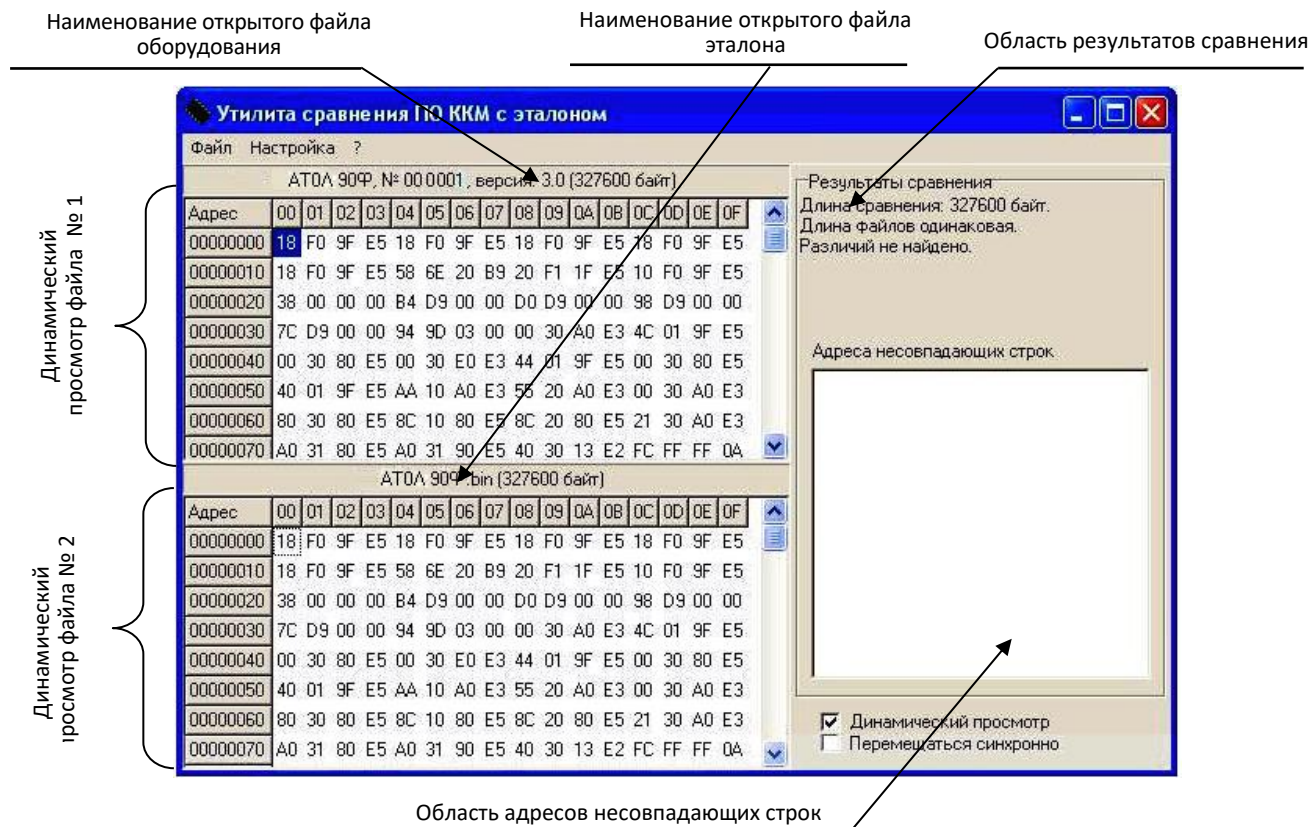 Наименование открытого файла
оборудования
Наименование открытого файла
эталона
Область результатов сравнения
Утилита сравнения ПО ККМ с эталоном
Файл Настройка ?
АТОЛ 90Ф, № 000001, версия: 3.0 (327600 байт)
Адрес 00 01 02 03 04 05 06 07 08 09 0A 0B 0C 0D 0E 0F
00000000 18 F0 9F E5 18 F0 9F E5 18 F0 9F E5 18 F0 9F E5
00000010 18 F0 9F E5 58 6E 20 B9 20 F1 1F E5 10 F0 9F E5
00000020 38 00 00 00 B4 D9 00 00 D0 D9 00 00 98 D9 00 00
00000030 7C D9 00 00 94 9D 03 00 00 30 A0 E3 4C 01 9F E5
00000040 00 30 80 E5 00 30 E0 E3 44 01 9F E5 00 30 80 E5
00000050 40 01 9F E5 AA 10 A0 E3 55 20 A0 E3 00 30 A0 E3
00000060 80 30 80 E5 8C 10 80 E5 8C 20 80 E5 21 30 A0 E3
00000070 A0 31 80 E5 A0 31 90 E5 40 30 13 E2 FC FF FF 0A
АТОЛ 90Ф.bin (327600 байт)
Адрес 00 01 02 03 04 05 06 07 08 09 0A 0B 0C 0D 0E 0F
00000000 18 F0 9F E5 18 F0 9F E5 18 F0 9F E5 18 F0 9F E5
00000010 18 F0 9F E5 58 6E 20 B9 20 F1 1F E5 10 F0 9F E5
00000020 38 00 00 00 B4 D9 00 00 D0 D9 00 00 98 D9 00 00
00000030 7C D9 00 00 94 9D 03 00 00 30 A0 E3 4C 01 9F E5
00000040 00 30 80 E5 00 30 E0 E3 44 01 9F E5 00 30 80 E5
00000050 40 01 9F E5 AA 10 A0 E3 55 20 A0 E3 00 30 A0 E3
00000060 80 30 80 E5 8C 10 80 E5 8C 20 80 E5 21 30 A0 E3
00000070 A0 31 80 E5 A0 31 90 E5 40 30 13 E2 FC FF FF 0A
Результаты сравнения
Длина сравнения: 327600 байт.
Длина файлов одинаковая.
Различий не найдено.
Адреса несовпадающих строк
Динамический просмотр
Перемещаться синхронно
Динамический
просмотр файла № 1
Динамический
росмотр файла № 2
Область адресов несовпадающих строк